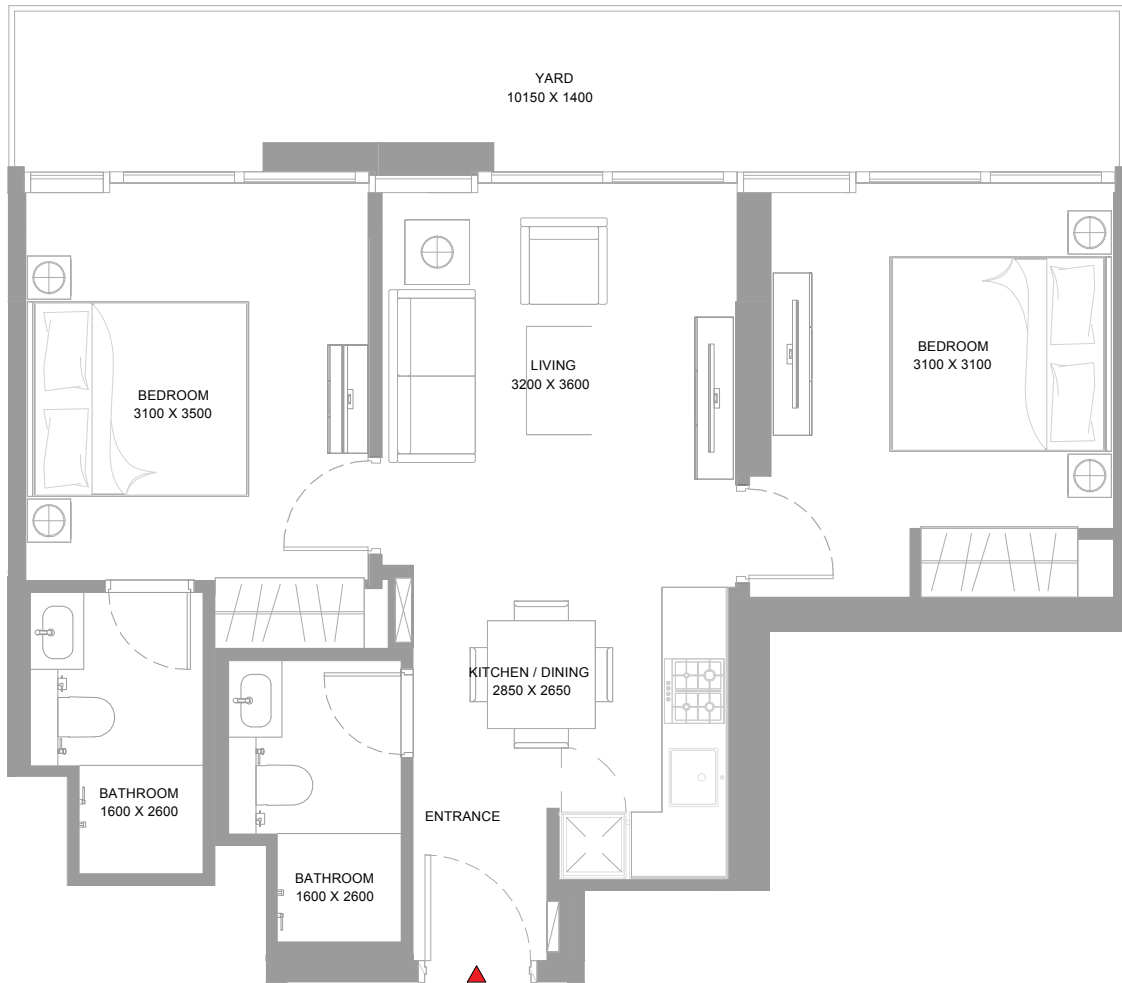 YARD
10150 X 1400
BEDROOM
3100 X 3500
LIVING
3200 X 3600
BEDROOM
3100 X 3100
KITCHEN / DINING
2850 X 2650
BATHROOM
1600 X 2600
ENTRANCE
BATHROOM
1600 X 2600